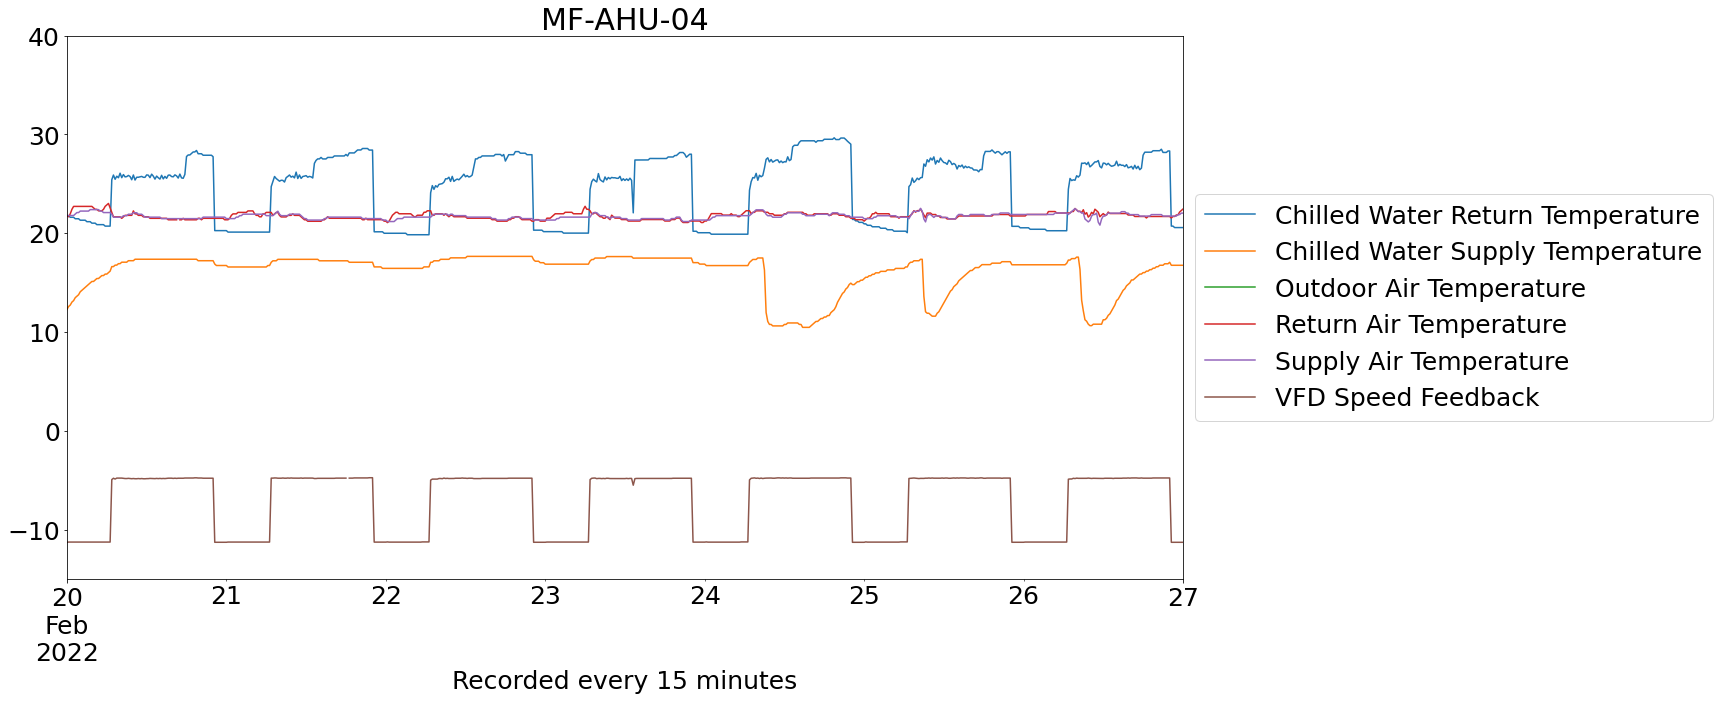 MF-AHU-04
40
30
20
10
0
−10
20
21
22
23
24
25
26
27
Feb
2022
Recorded every 15 minutes
Chilled Water Return Temperature
Chilled Water Supply Temperature
Outdoor Air Temperature
Return Air Temperature
Supply Air Temperature
VFD Speed Feedback